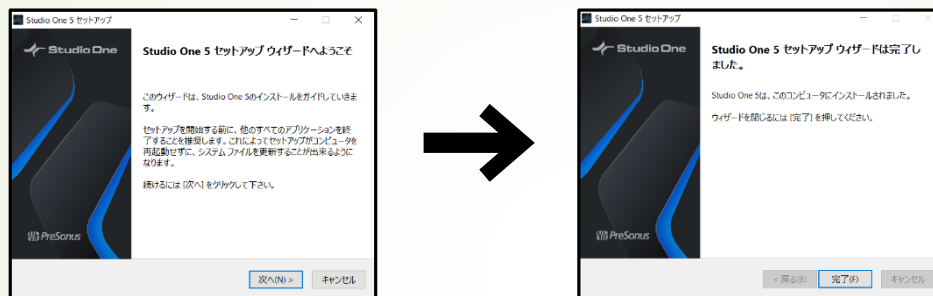 Studio One 5 セットアップ
Studio One
Studio One 5 セットアップ ウィザードへようこそ
このウィザードは、Studio One 5のインストールをガイドしていきま
す。
セットアップを開始する前に、他のすべてのアプリケーションを終
了することを推奨します。これによってセットアップがコンピュータを
再起動せずに、システム ファイルを更新することが出来るように
なります。
続けるには [次へ] をクリックして下さい。
PreSonus
次へ(N) >
キャンセル
Studio One 5 セットアップ
Studio One
Studio One 5 セットアップ ウィザードは完了し
ました。
Studio One 5は、このコンピュータにインストールされました。
ウィザードを閉じるには [完了] を押してください。
PreSonus
< 戻る(B)
完了(F)
キャンセル